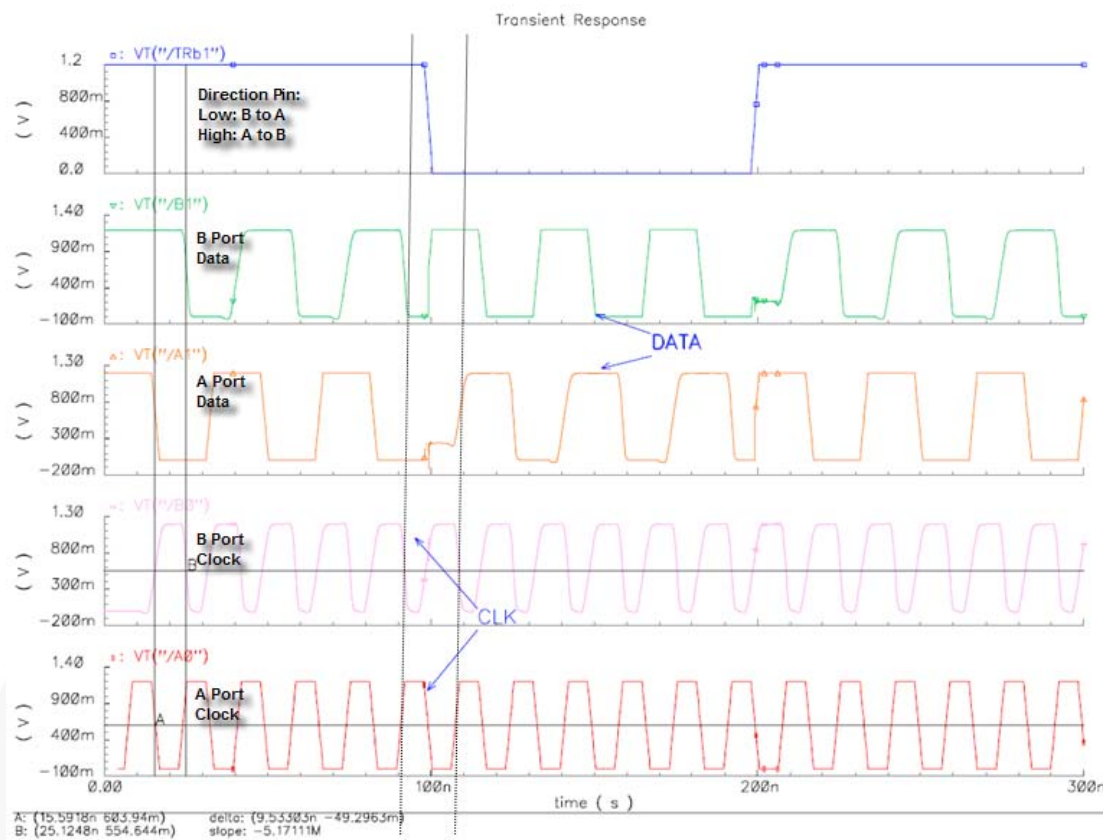 Transient Response
▫: VT("/TRb1")
1.2
800m
400m
0.0
( V )
Direction Pin:
Low: B to A
High: A to B
▿: VT("/B1")
1.40
900m
400m
-100m
( V )
B Port
Data
DATA
▵: VT("/A1")
1.30
800m
300m
-200m
( V )
A Port
Data
VT("/B0")
1.30
800m
300m
-200m
( V )
B Port
Clock
B
CLK
VT("/A0")
1.40
900m
400m
-100m
( V )
A Port
Clock
A
0.00 100n 200n 300n
time ( s )
A: (15.5918n 603.94m) delta: (9.53303n -49.2963m)
B: (25.1248n 554.644m) slope: -5.17111M